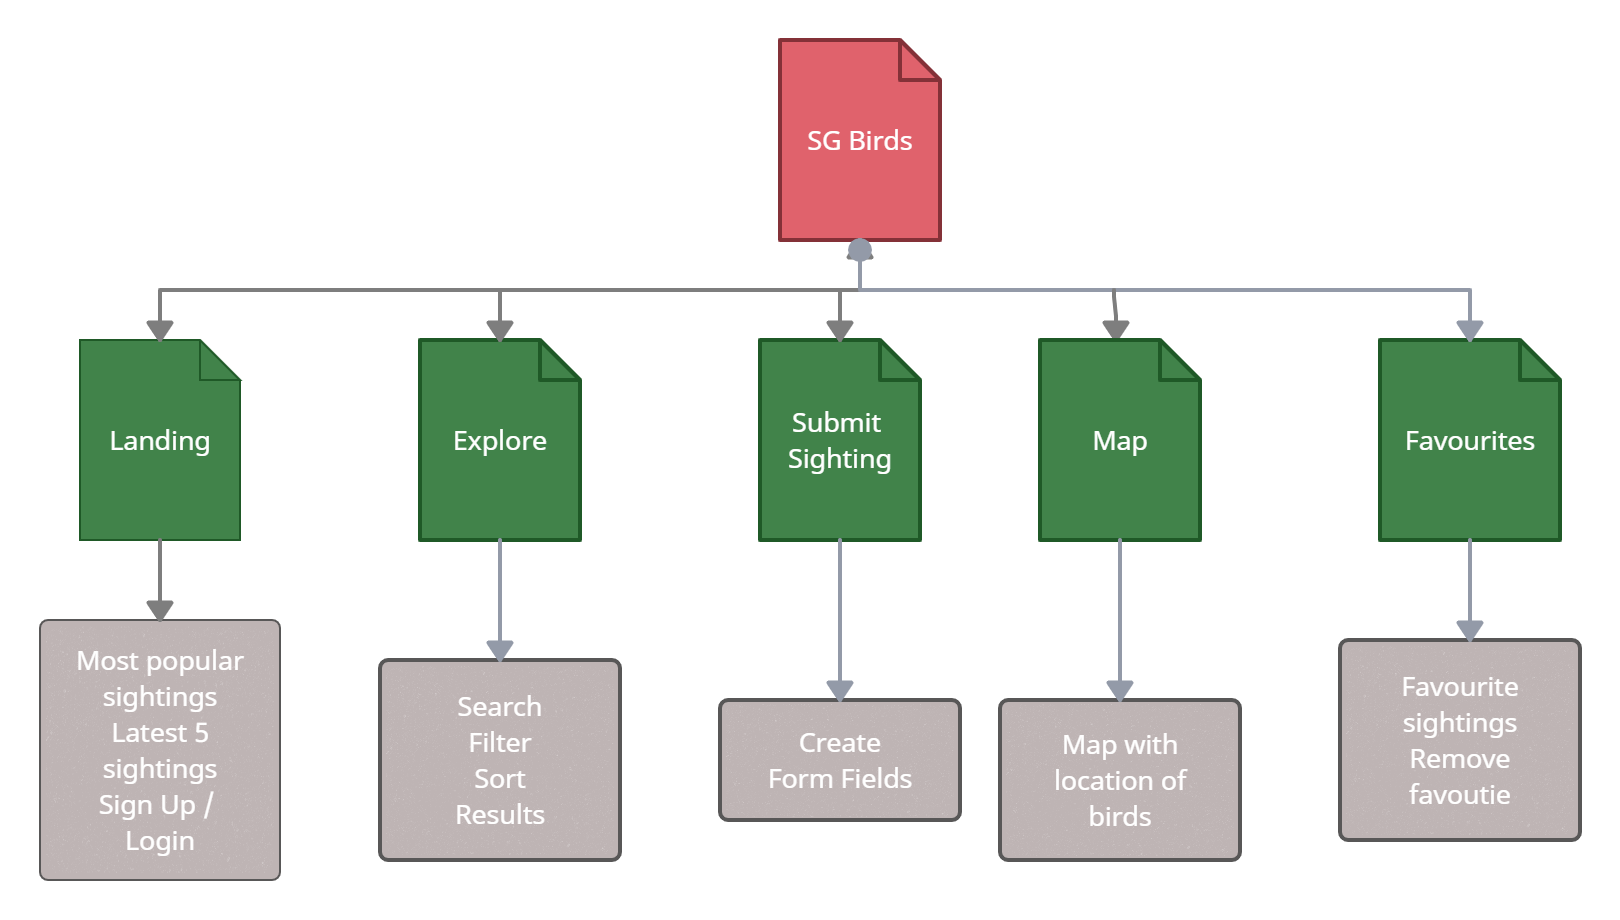 SG Birds
Landing
Explore
Submit
Sighting
Map
Favourites
Most popular
sightings
Latest 5
sightings
Sign Up /
Login
Search
Filter
Sort
Results
Create
Form Fields
Map with
location of
birds
Favourite
sightings
Remove
favoutie